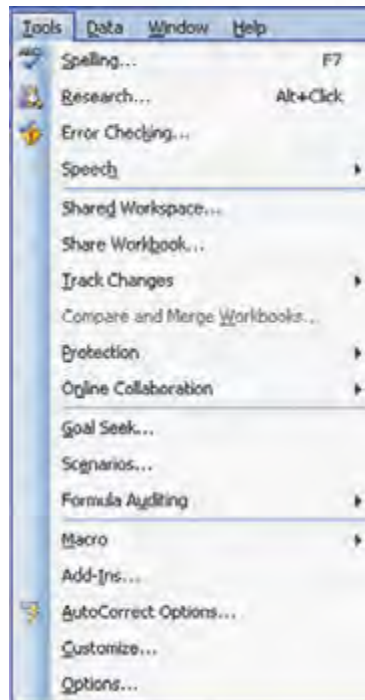 Tools Data Window Help
Spelling... F7
Research... Alt+Click
Error Checking...
Speech
Shared Workspace...
Share Workbook...
Track Changes
Compare and Merge Workbooks...
Protection
Online Collaboration
Goal Seek...
Scenarios...
Formula Auditing
Macro
Add-Ins...
AutoCorrect Options...
Customize...
Options...